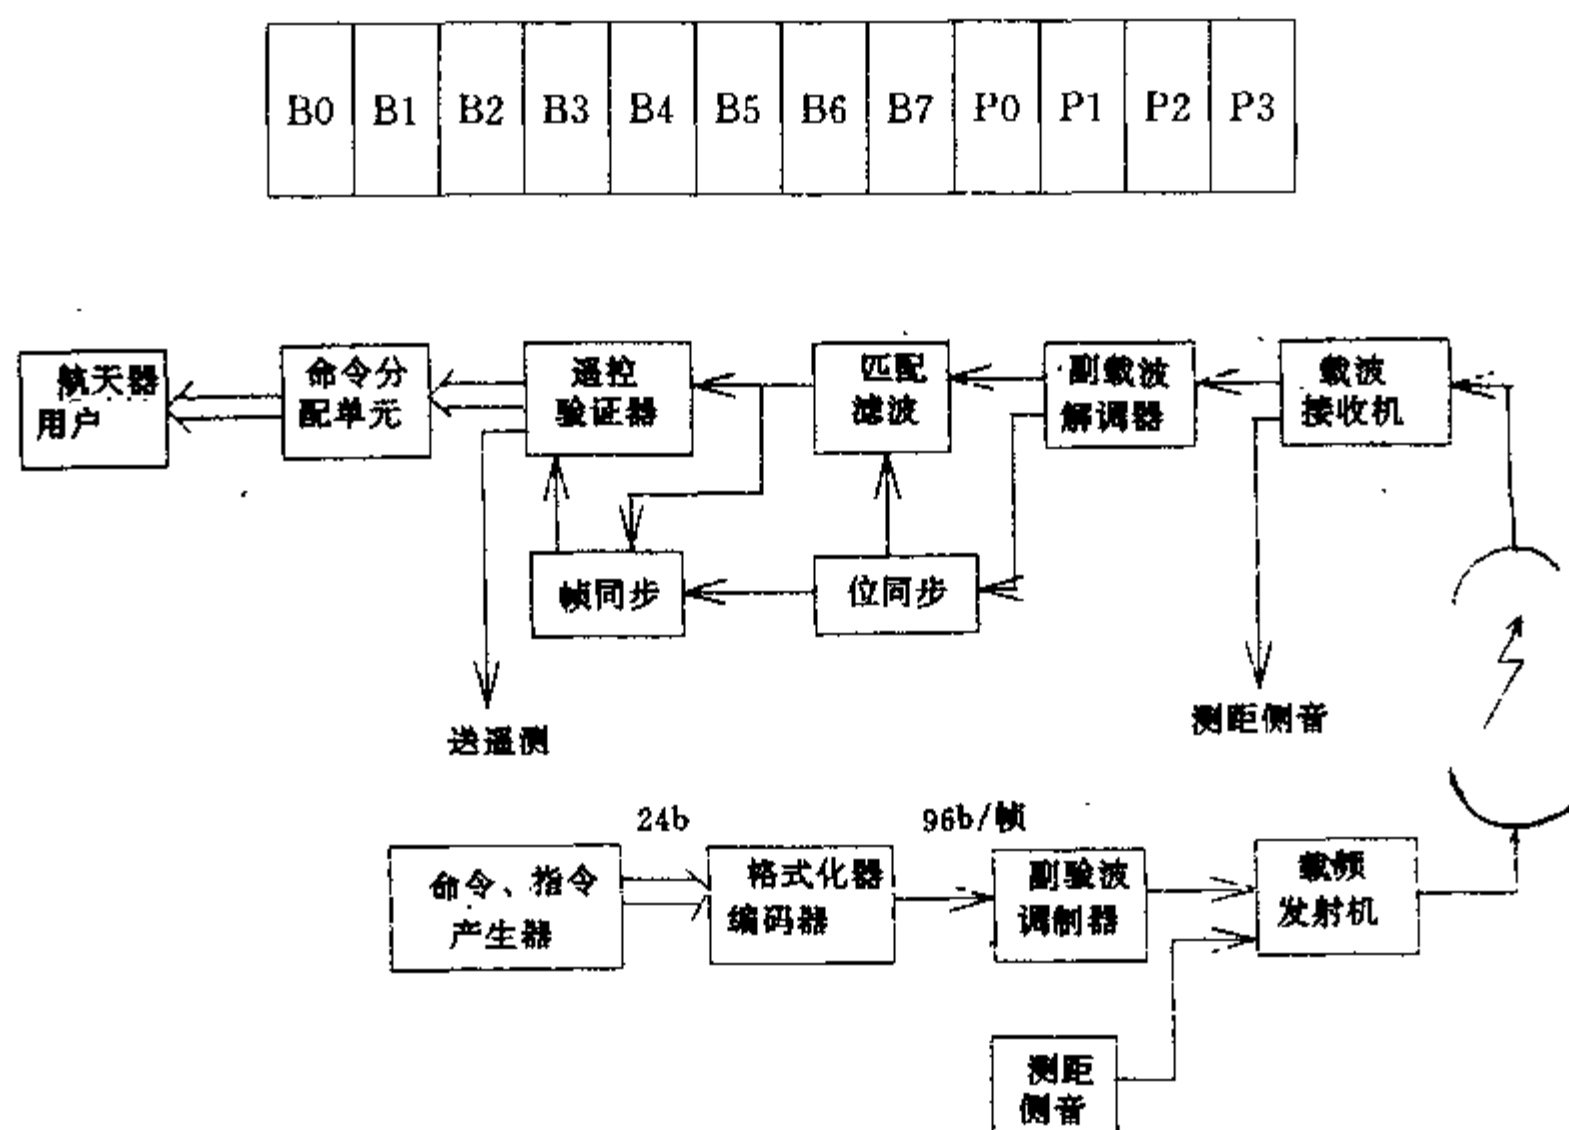 B0 B1 B2 B3 B4 B5 B6 B7 P0 P1 P2 P3
航天器
用户
命令分
配单元
遥控
验证器
匹配
滤波
副载波
解调器
载波
接收机
帧同步
位同步
送遥测
测距侧音
24b
96b/帧
命令、指令
产生器
格式化器
编码器
副验波
调制器
载频
发射机
测距
侧音